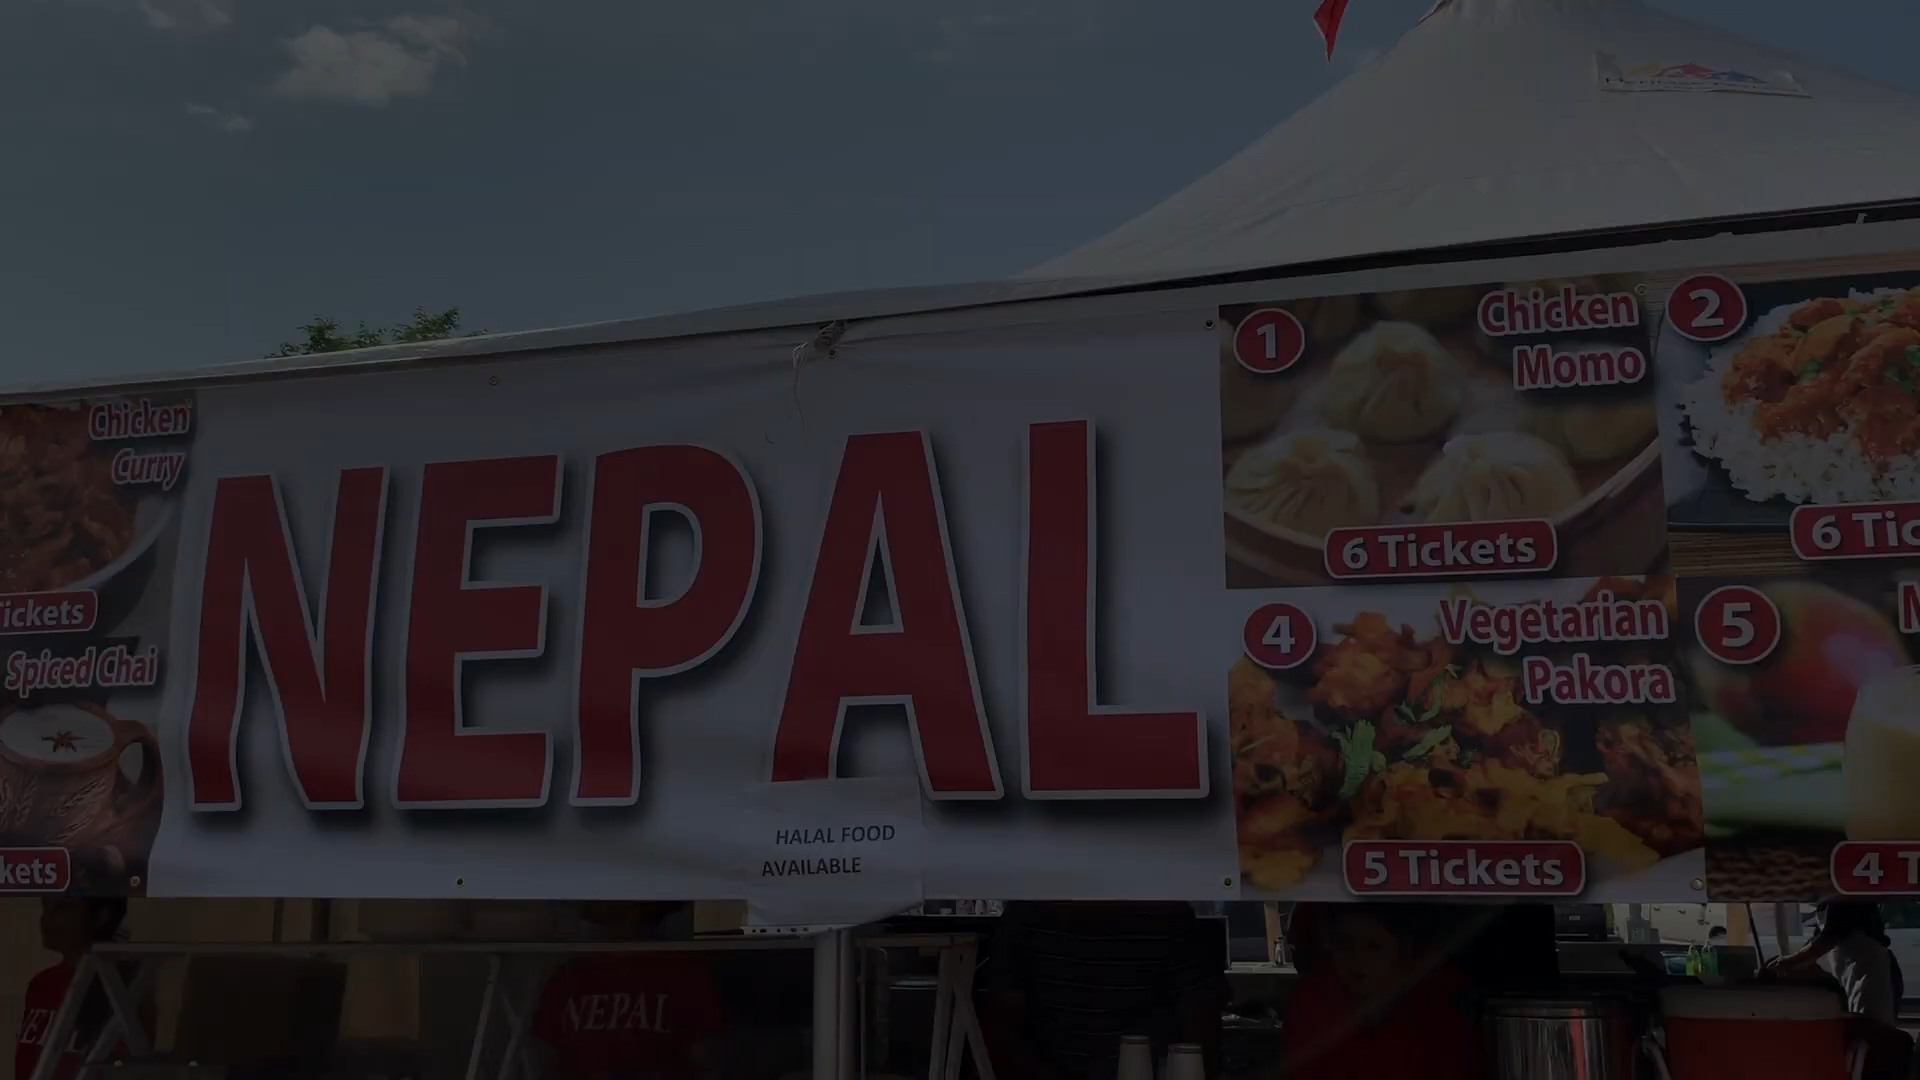 Chicken
Curry
Tickets
Spiced Chai
NEPAL
HALAL FOOD
AVAILABLE
1
Chicken
Momo
6 Tickets
2
6 Tic
4
Vegetarian
Pakora
5 Tickets
5
M
4 T
kets
NEPAL